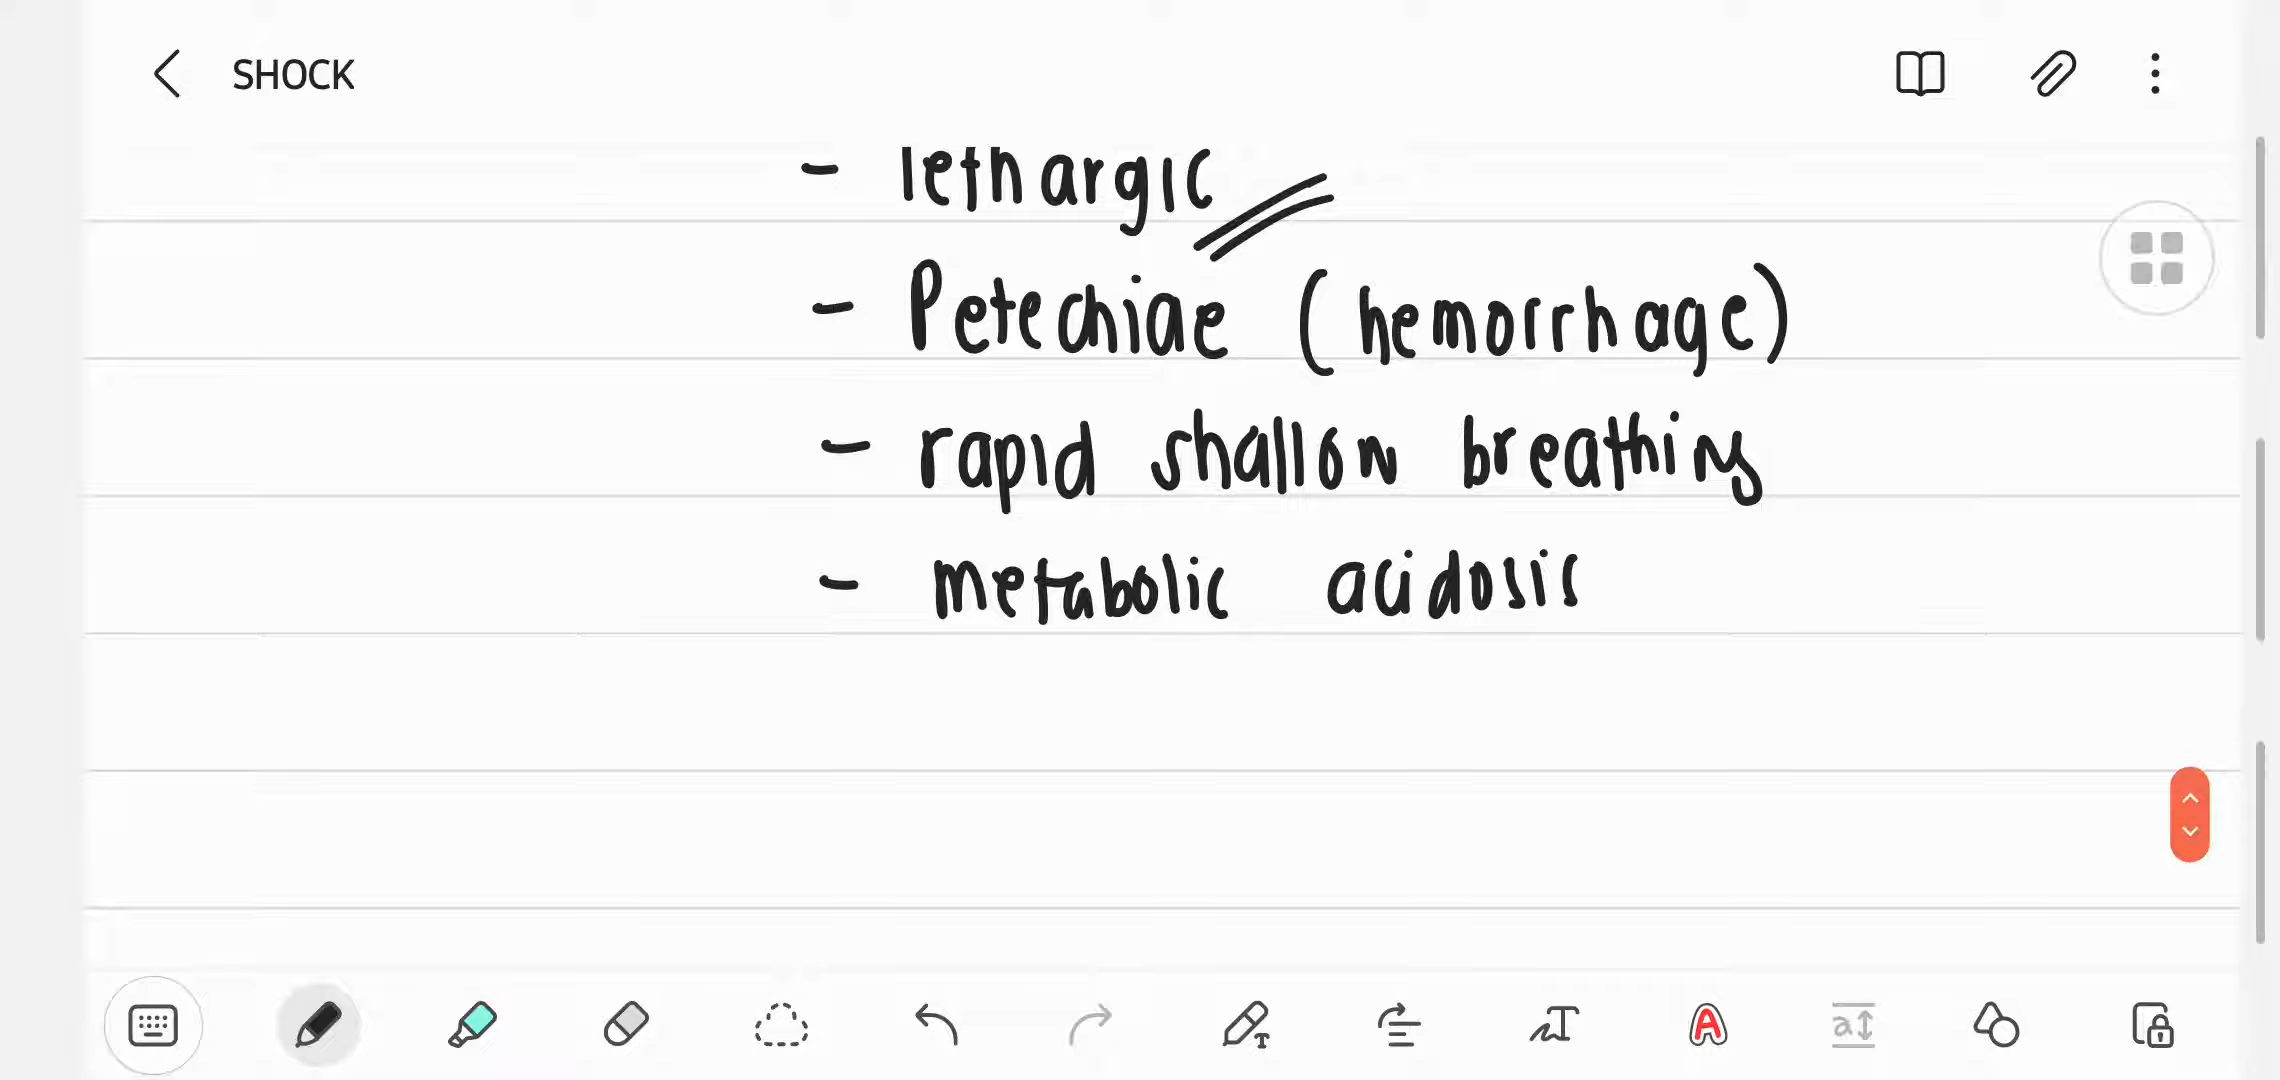 SHOCK
- lethargic
- Petechiae (hemorrhage)
- rapid shallow breathing
- metabolic acidosis